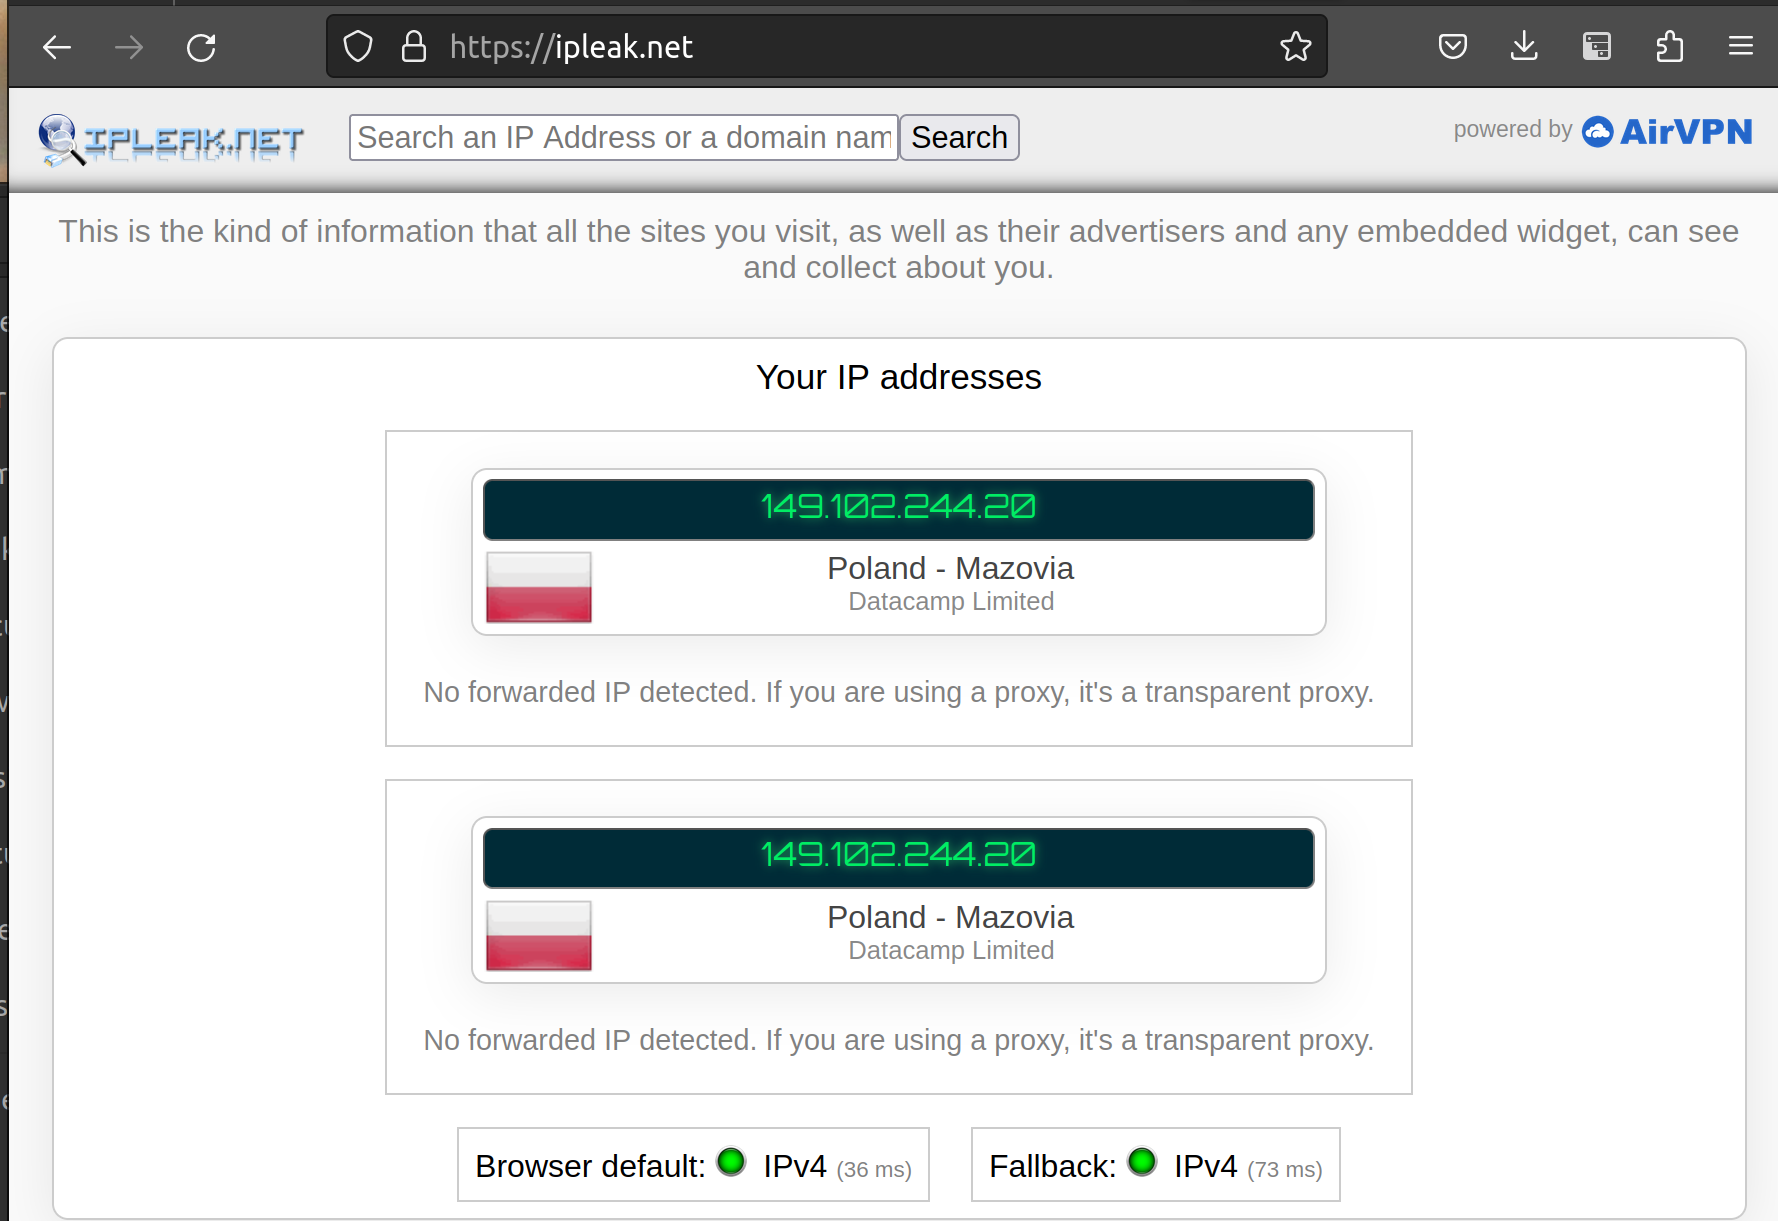 https://ipleak.net
IPLEAK.NET
Search an IP Address or a domain nam
Search
powered by AirVPN
This is the kind of information that all the sites you visit, as well as their advertisers and any embedded widget, can see
and collect about you.
Your IP addresses
149.102.244.20
Poland - Mazovia
Datacamp Limited
No forwarded IP detected. If you are using a proxy, it's a transparent proxy.
149.102.244.20
Poland - Mazovia
Datacamp Limited
No forwarded IP detected. If you are using a proxy, it's a transparent proxy.
Browser default: IPv4 (36 ms)
Fallback: IPv4 (73 ms)